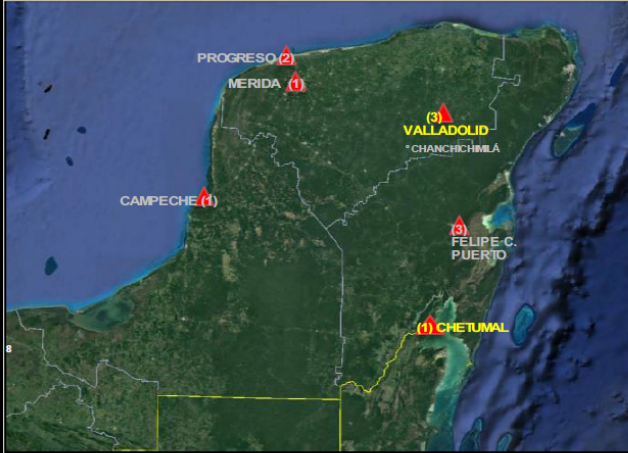 PROGRESO (2)
MERIDA (1)
(3)
VALLADOLID
° CHANCHICHIMILÁ
CAMPECHE (1)
(3)
FELIPE C.
PUERTO
(1) CHETUMAL
8